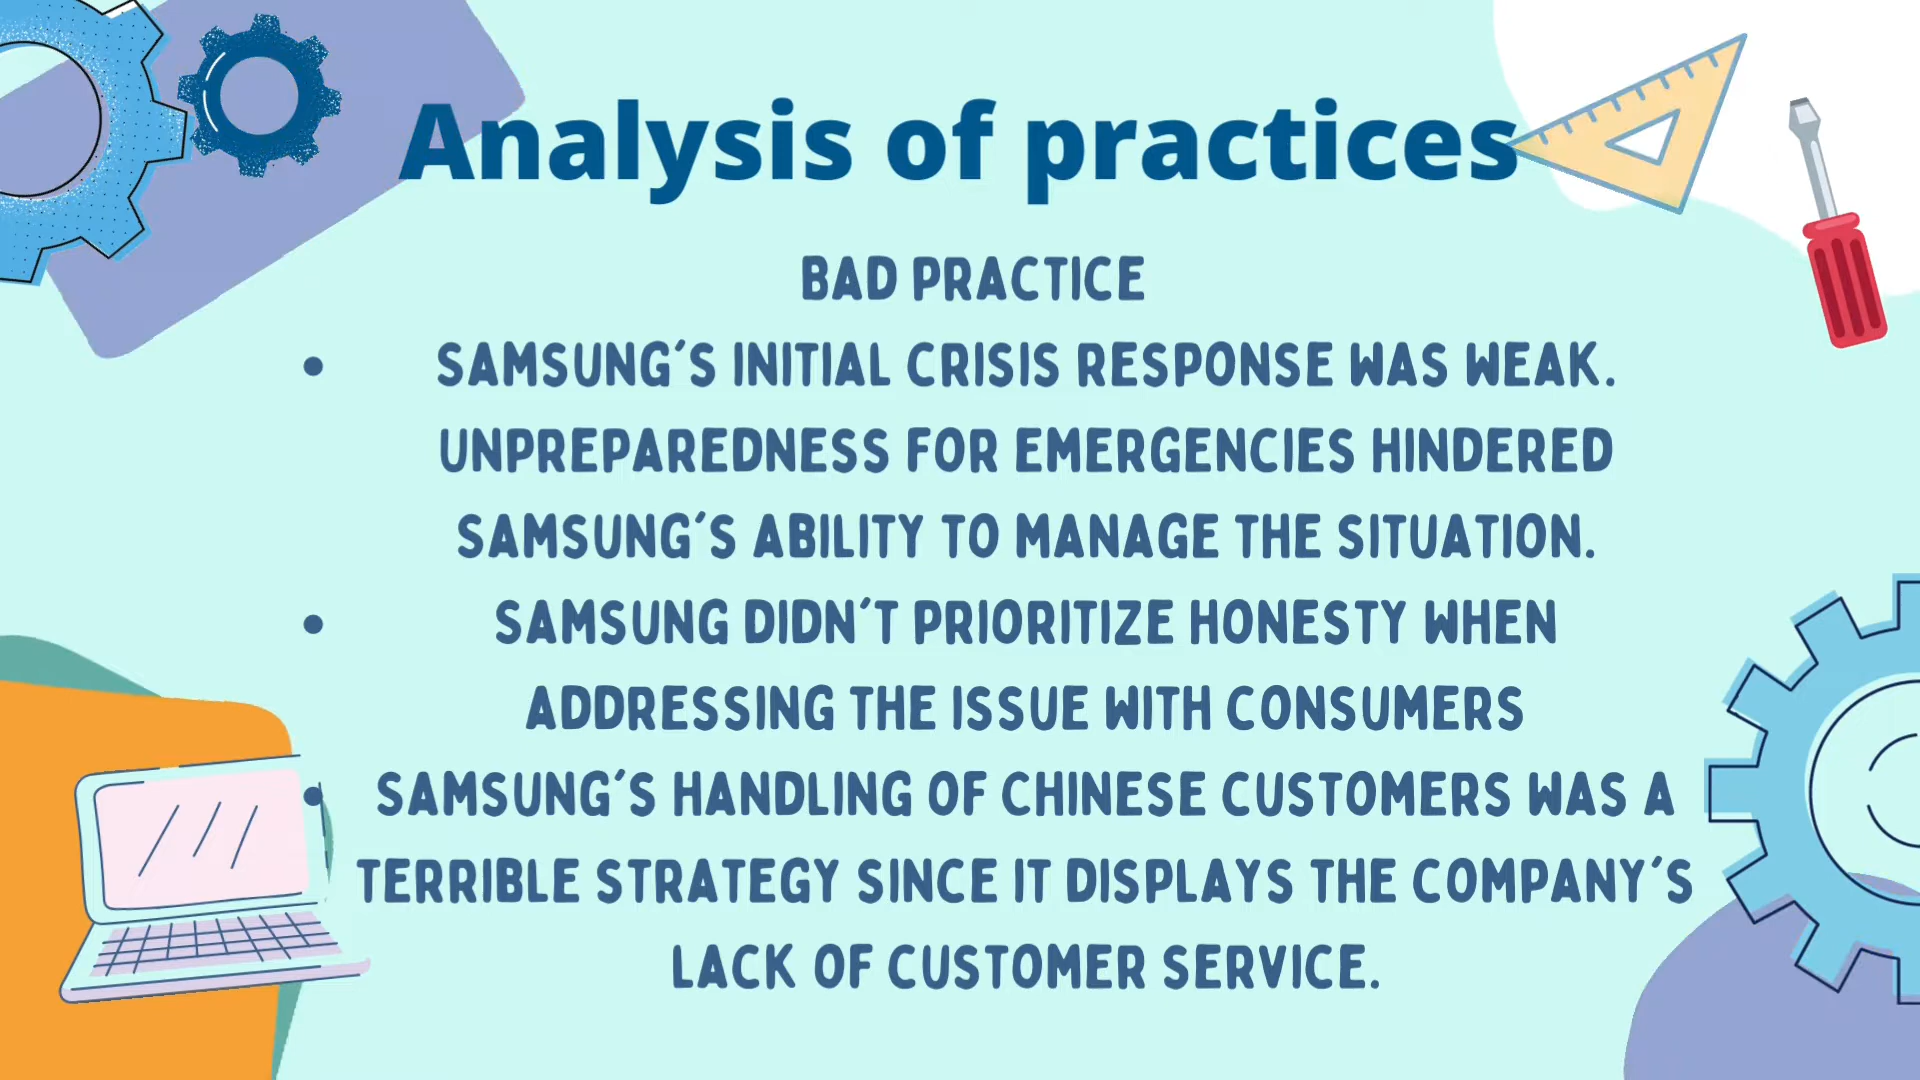 Analysis of practices
BAD PRACTICE
• SAMSUNG'S INITIAL CRISIS RESPONSE WAS WEAK.
UNPREPAREDNESS FOR EMERGENCIES HINDERED
SAMSUNG'S ABILITY TO MANAGE THE SITUATION.
• SAMSUNG DIDN'T PRIORITIZE HONESTY WHEN
ADDRESSING THE ISSUE WITH CONSUMERS
• SAMSUNG'S HANDLING OF CHINESE CUSTOMERS WAS A
TERRIBLE STRATEGY SINCE IT DISPLAYS THE COMPANY'S
LACK OF CUSTOMER SERVICE.